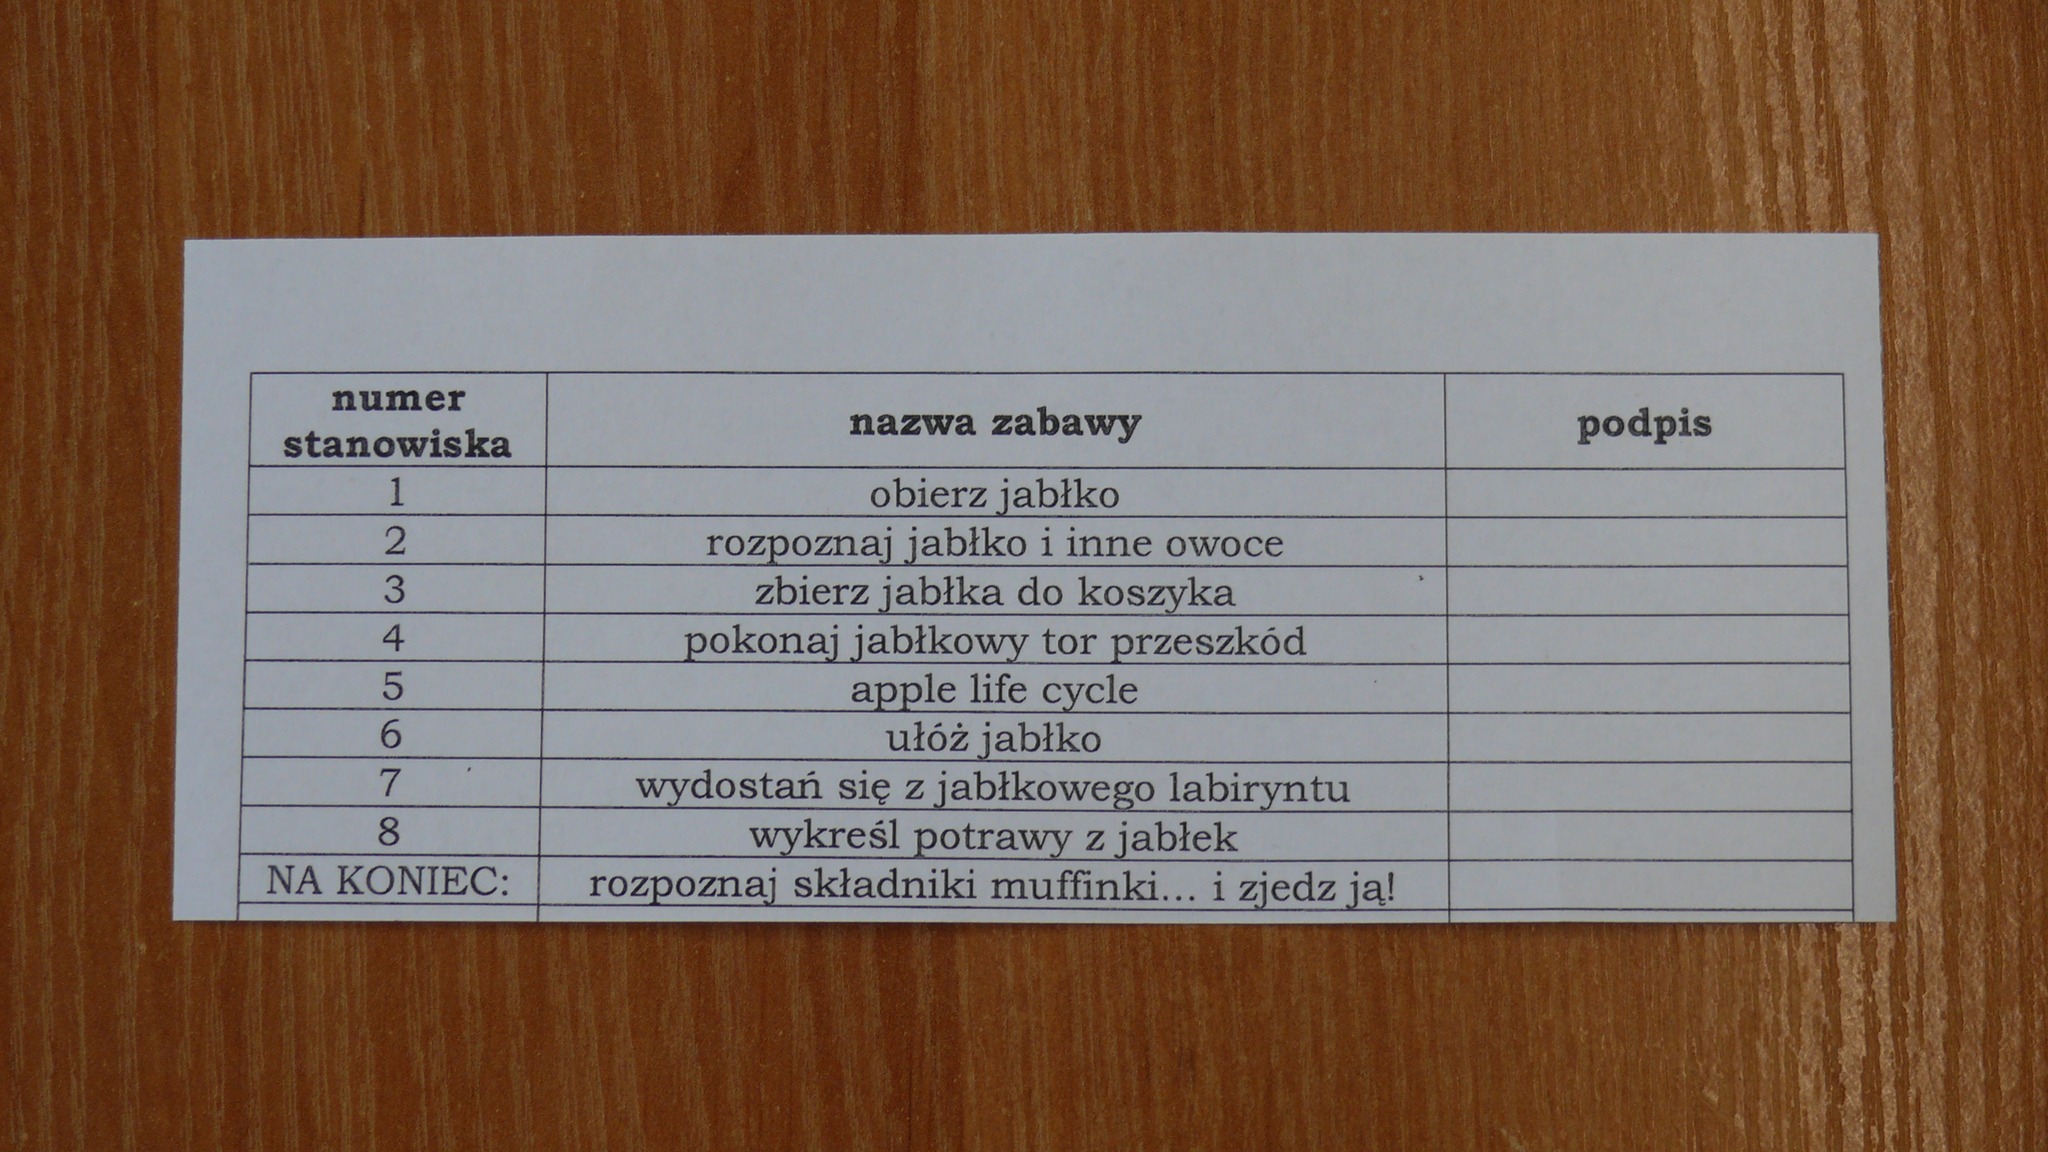 numer stanowiska nazwa zabawy podpis
1 obierz jabłko
2 rozpoznaj jabłko i inne owoce
3 zbierz jabłka do koszyka
4 pokonaj jabłkowy tor przeszkód
5 apple life cycle
6 ułóż jabłko
7 wydostań się z jabłkowego labiryntu
8 wykreśl potrawy z jabłek
NA KONIEC: rozpoznaj składniki muffinki... i zjedz ją!